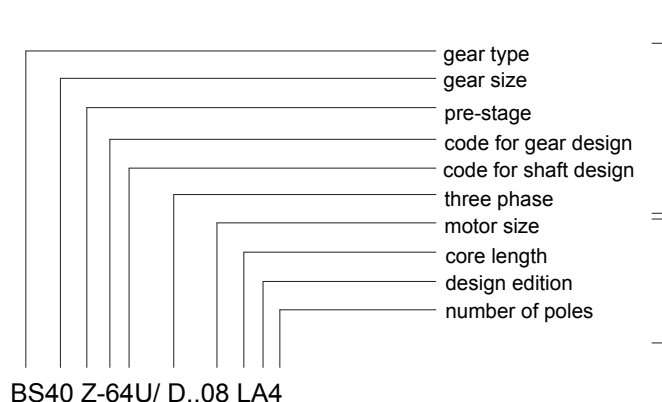 gear type
gear size
pre-stage
code for gear design
code for shaft design
three phase
motor size
core length
design edition
number of poles
BS40 Z-64U/ D..08 LA4